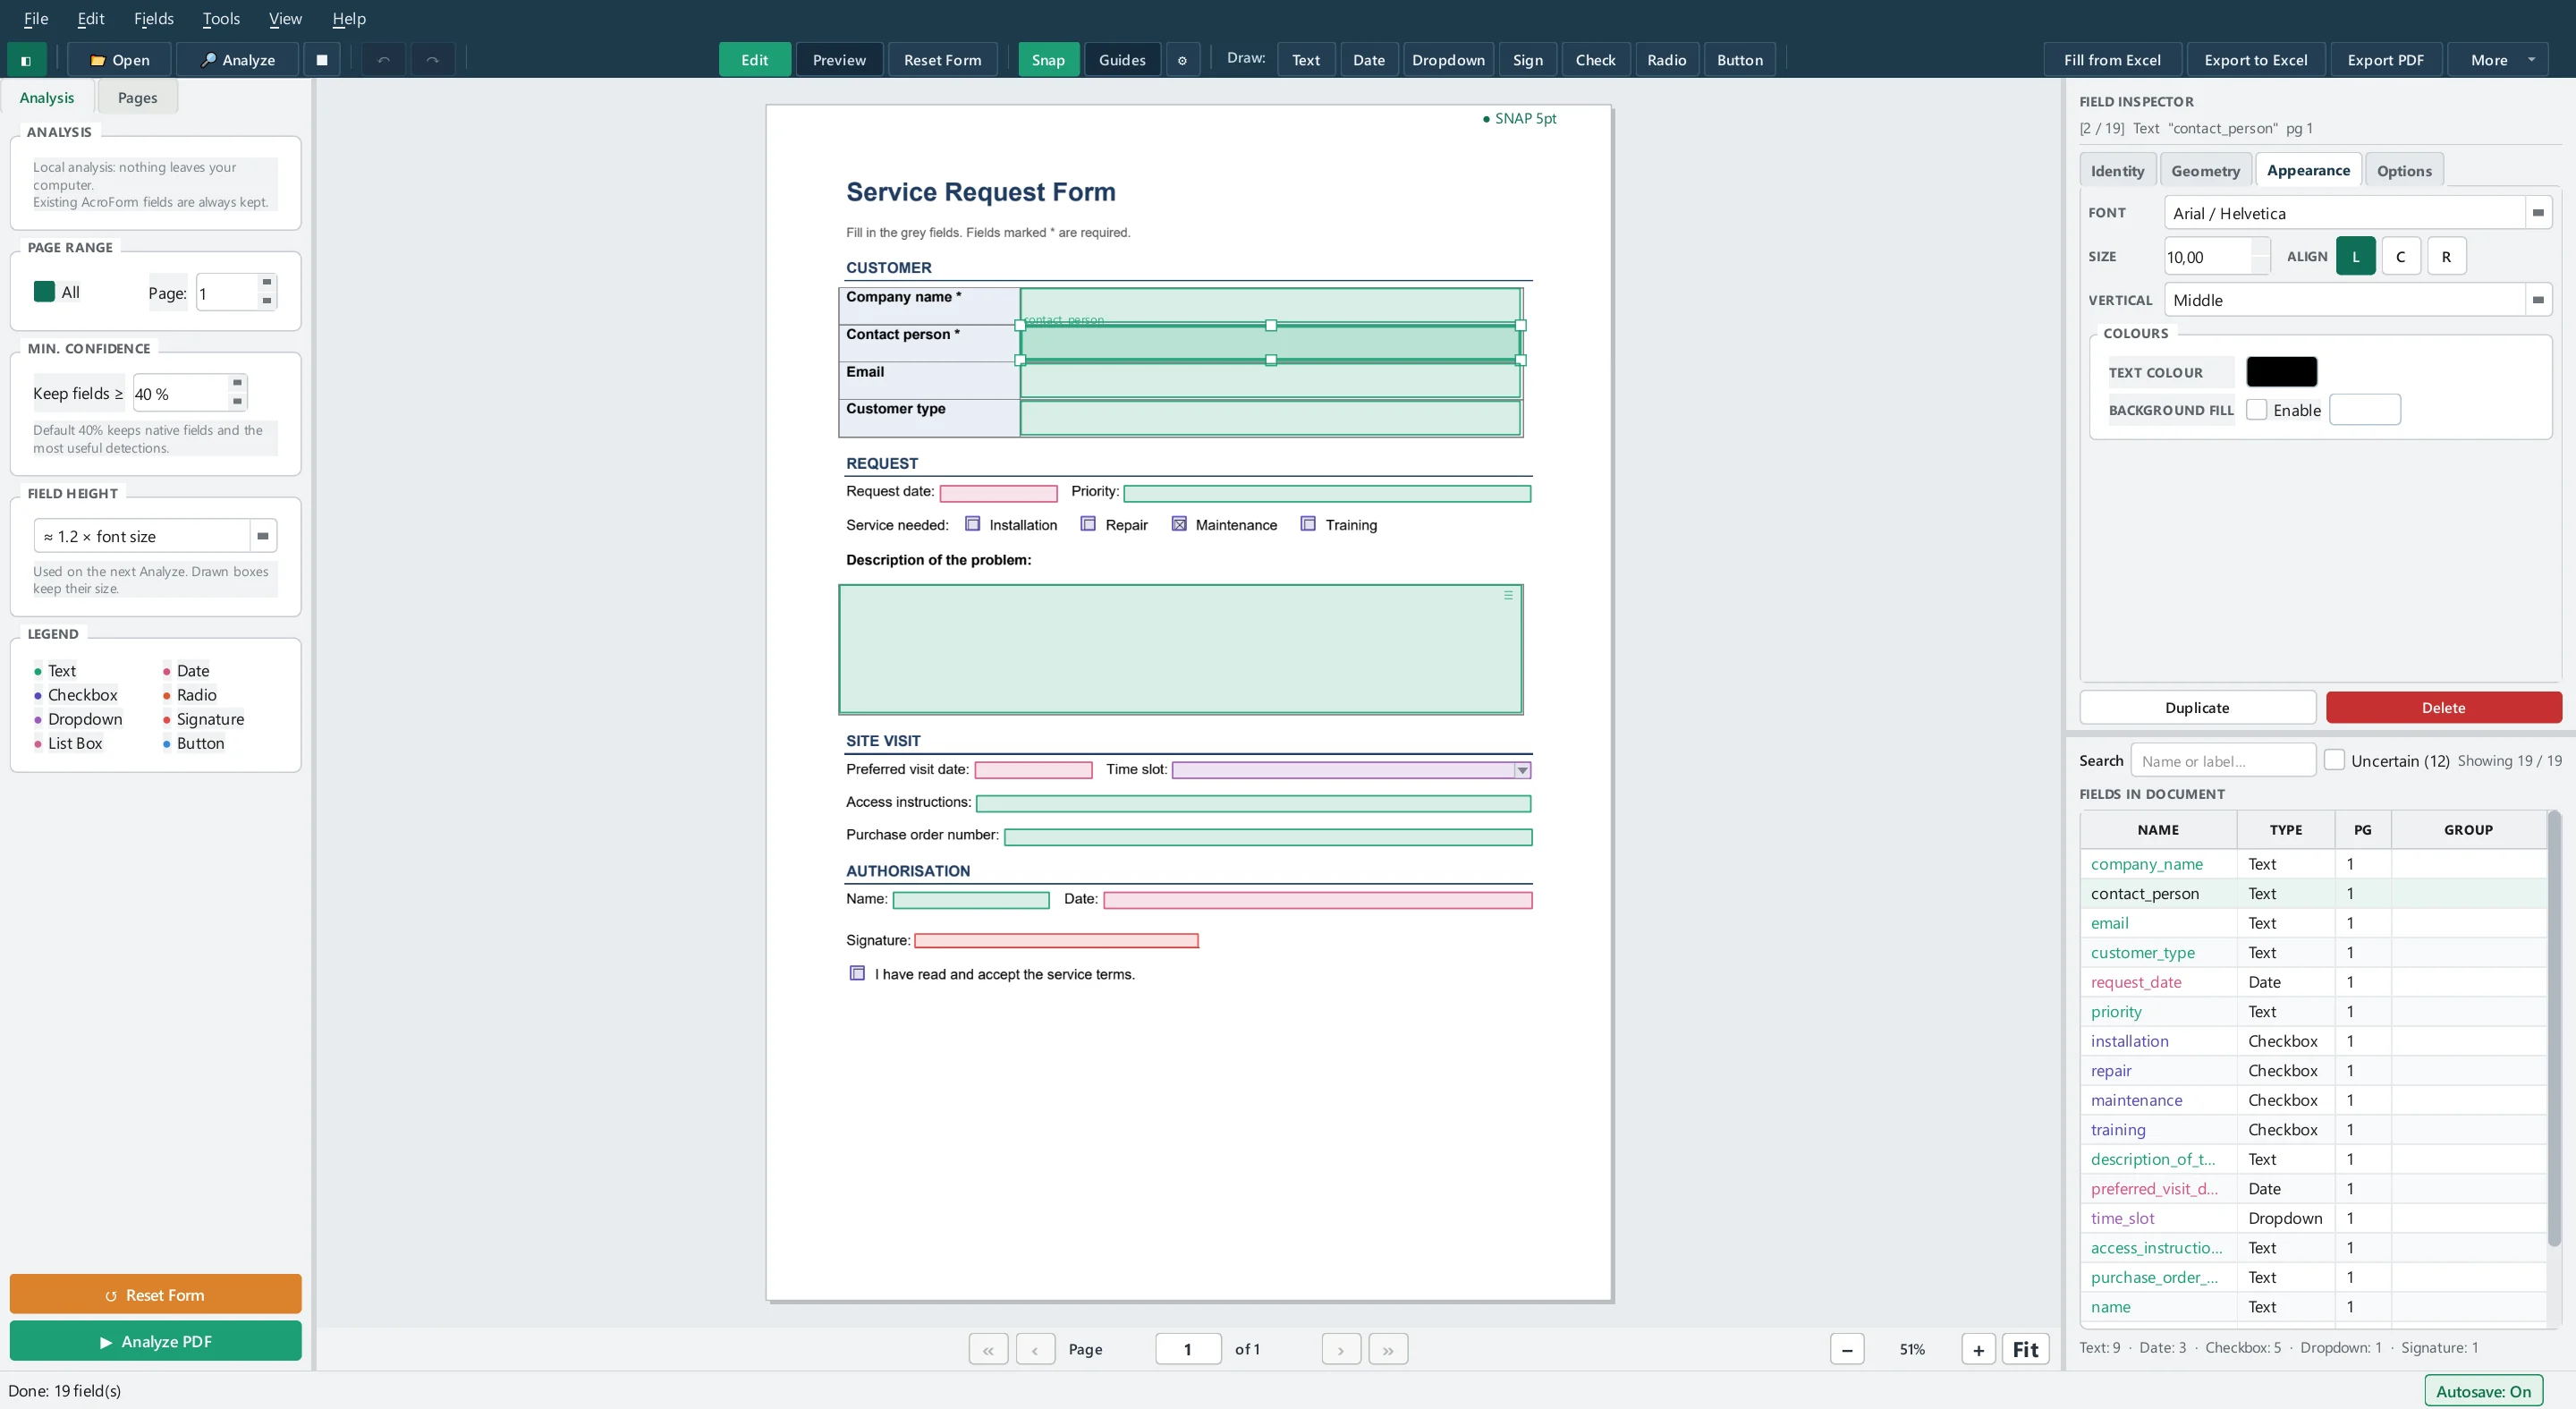 File Edit Fields Tools View Help
Open Analyze Edit Preview Reset Form Snap Guides Draw: Text Date Dropdown Sign Check Radio Button Fill from Excel Export to Excel Export PDF More
Analysis Pages
ANALYSIS
Local analysis: nothing leaves your
computer.
Existing AcroForm fields are always kept.
PAGE RANGE
All Page: 1
MIN. CONFIDENCE
Keep fields ≥ 40 %
Default 40% keeps native fields and the
most useful detections.
FIELD HEIGHT
≈ 1.2 × font size
Used on the next Analyze. Drawn boxes
keep their size.
LEGEND
Text Date
Checkbox Radio
Dropdown Signature
List Box Button
↺ Reset Form
▶ Analyze PDF
● SNAP 5pt
Service Request Form
Fill in the grey fields. Fields marked * are required.
CUSTOMER
Company name *
contact_person
Contact person *
Email
Customer type
REQUEST
Request date: Priority:
Service needed: Installation Repair Maintenance Training
Description of the problem:
SITE VISIT
Preferred visit date: Time slot:
Access instructions:
Purchase order number:
AUTHORISATION
Name: Date:
Signature:
I have read and accept the service terms.
« ‹ Page 1 of 1 › » − 51% + Fit
FIELD INSPECTOR
[2 / 19] Text "contact_person" pg 1
Identity Geometry Appearance Options
FONT Arial / Helvetica
SIZE 10,00 ALIGN L C R
VERTICAL Middle
COLOURS
TEXT COLOUR
BACKGROUND FILL Enable
Duplicate Delete
Search Name or label... Uncertain (12) Showing 19 / 19
FIELDS IN DOCUMENT
NAME TYPE PG GROUP
company_name Text 1
contact_person Text 1
email Text 1
customer_type Text 1
request_date Date 1
priority Text 1
installation Checkbox 1
repair Checkbox 1
maintenance Checkbox 1
training Checkbox 1
description_of_t... Text 1
preferred_visit_d... Date 1
time_slot Dropdown 1
access_instructio... Text 1
purchase_order_... Text 1
name Text 1
Text: 9 · Date: 3 · Checkbox: 5 · Dropdown: 1 · Signature: 1
Done: 19 field(s) Autosave: On